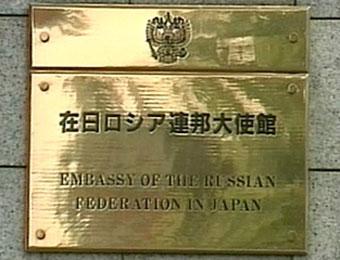 在日ロシア連邦大使館
EMBASSY OF THE RUSSIAN
FEDERATION IN JAPAN